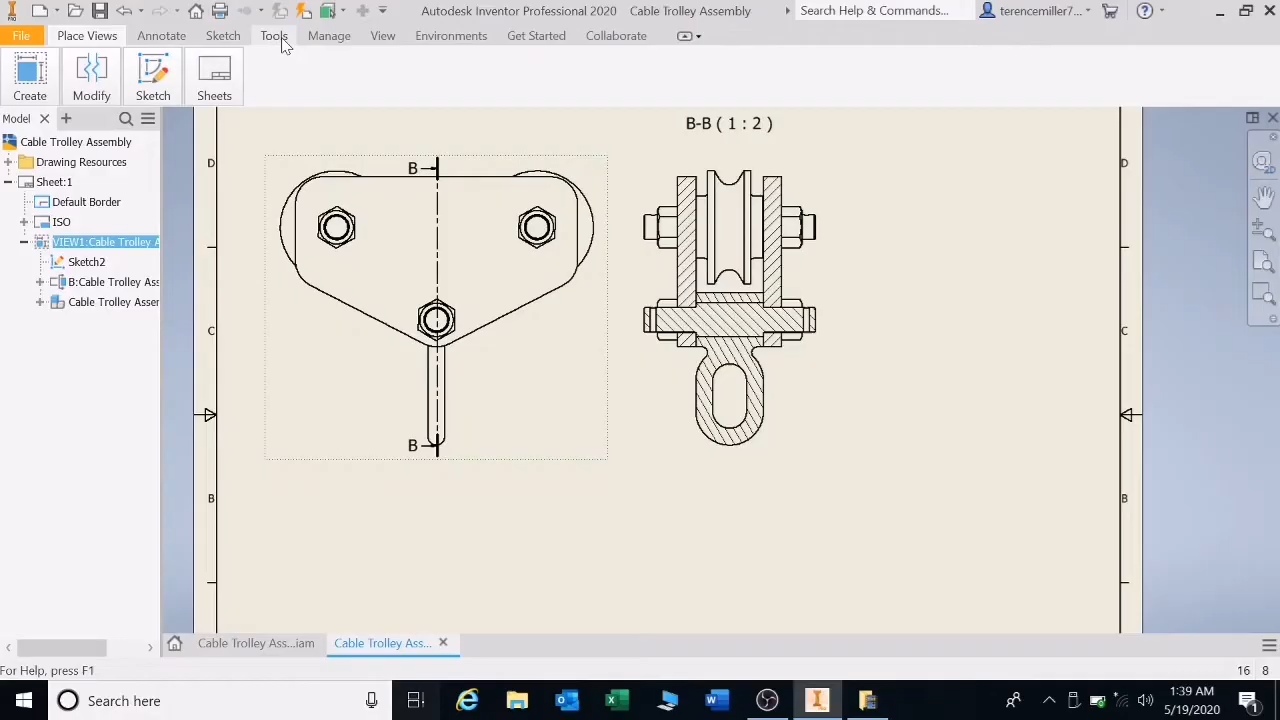 Autodesk Inventor Professional 2020 Cable Trolley Assembly
Search Help & Commands...
terencemiller7...
File
Place Views
Annotate
Sketch
Tools
Manage
View
Environments
Get Started
Collaborate
Create
Modify
Sketch
Sheets
Model
Cable Trolley Assembly
Drawing Resources
Sheet:1
Default Border
ISO
VIEW1:Cable Trolley A
Sketch2
B:Cable Trolley Ass
Cable Trolley Assem
B-B ( 1 : 2 )
D
D
B
B
C
C
B
B
Cable Trolley Ass...iam
Cable Trolley Ass...
For Help, press F1
16 8
Search here
1:39 AM
5/19/2020
1